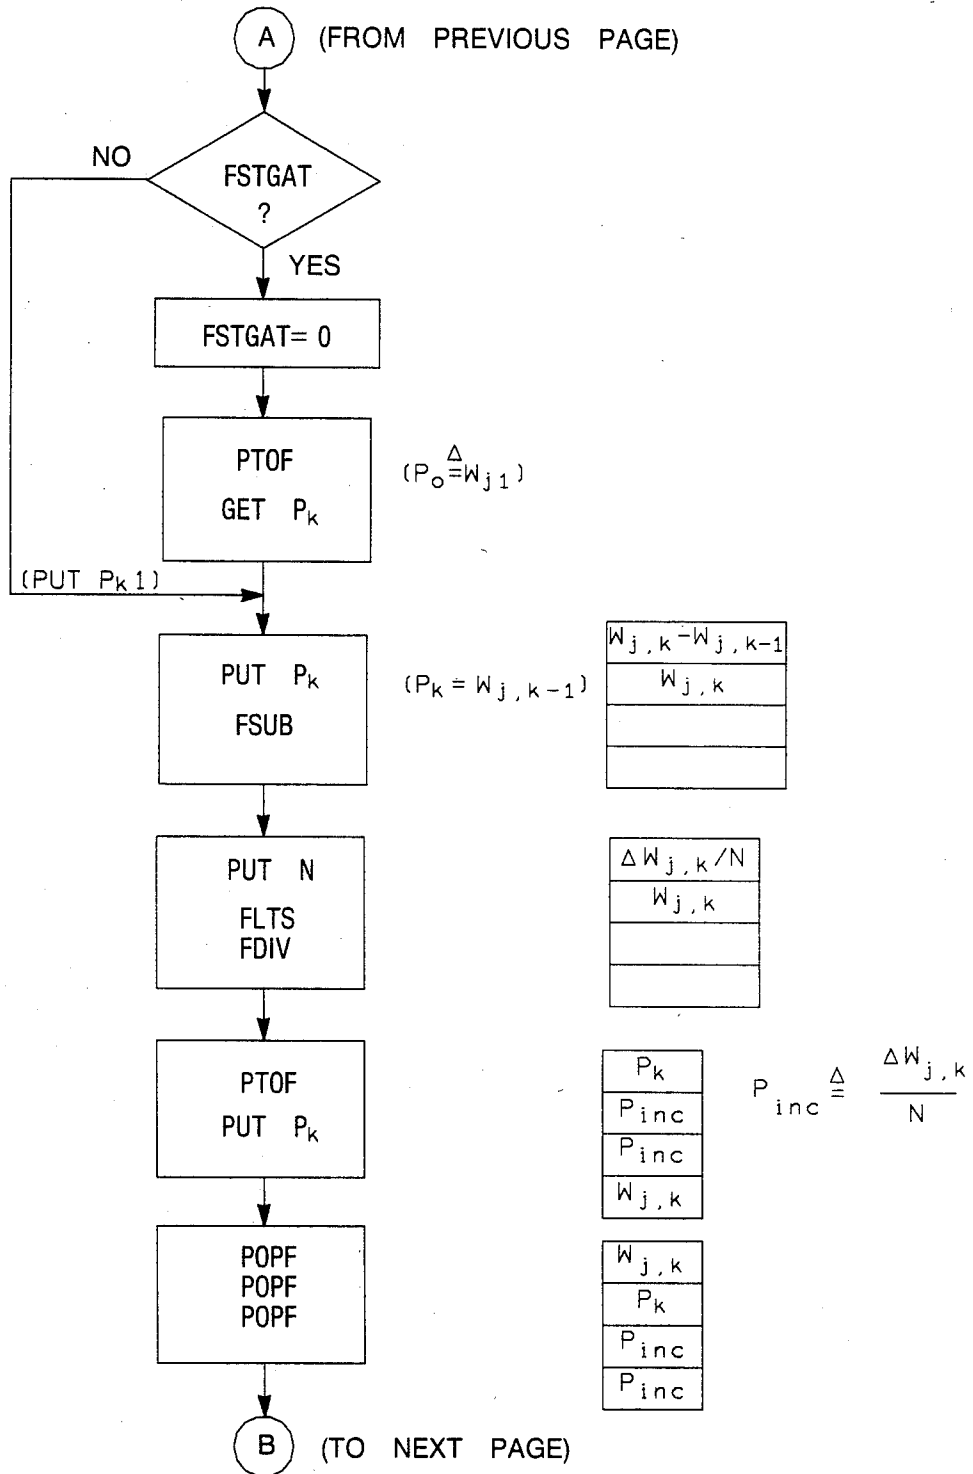 A (FROM PREVIOUS PAGE)
NO
FSTGAT
?
YES
FSTGAT= 0
PTOF
GET Pk
(Po≜Wj1)
(PUT Pk1)
PUT Pk
FSUB
(Pk = Wj,k-1)
Wj,k-Wj,k-1
Wj,k
PUT N
FLTS
FDIV
ΔWj,k/N
Wj,k
PTOF
PUT Pk
Pk
Pinc
Pinc
Wj,k
Pinc ≜ ΔWj,k
N
POPF
POPF
POPF
Wj,k
Pk
Pinc
Pinc
B (TO NEXT PAGE)